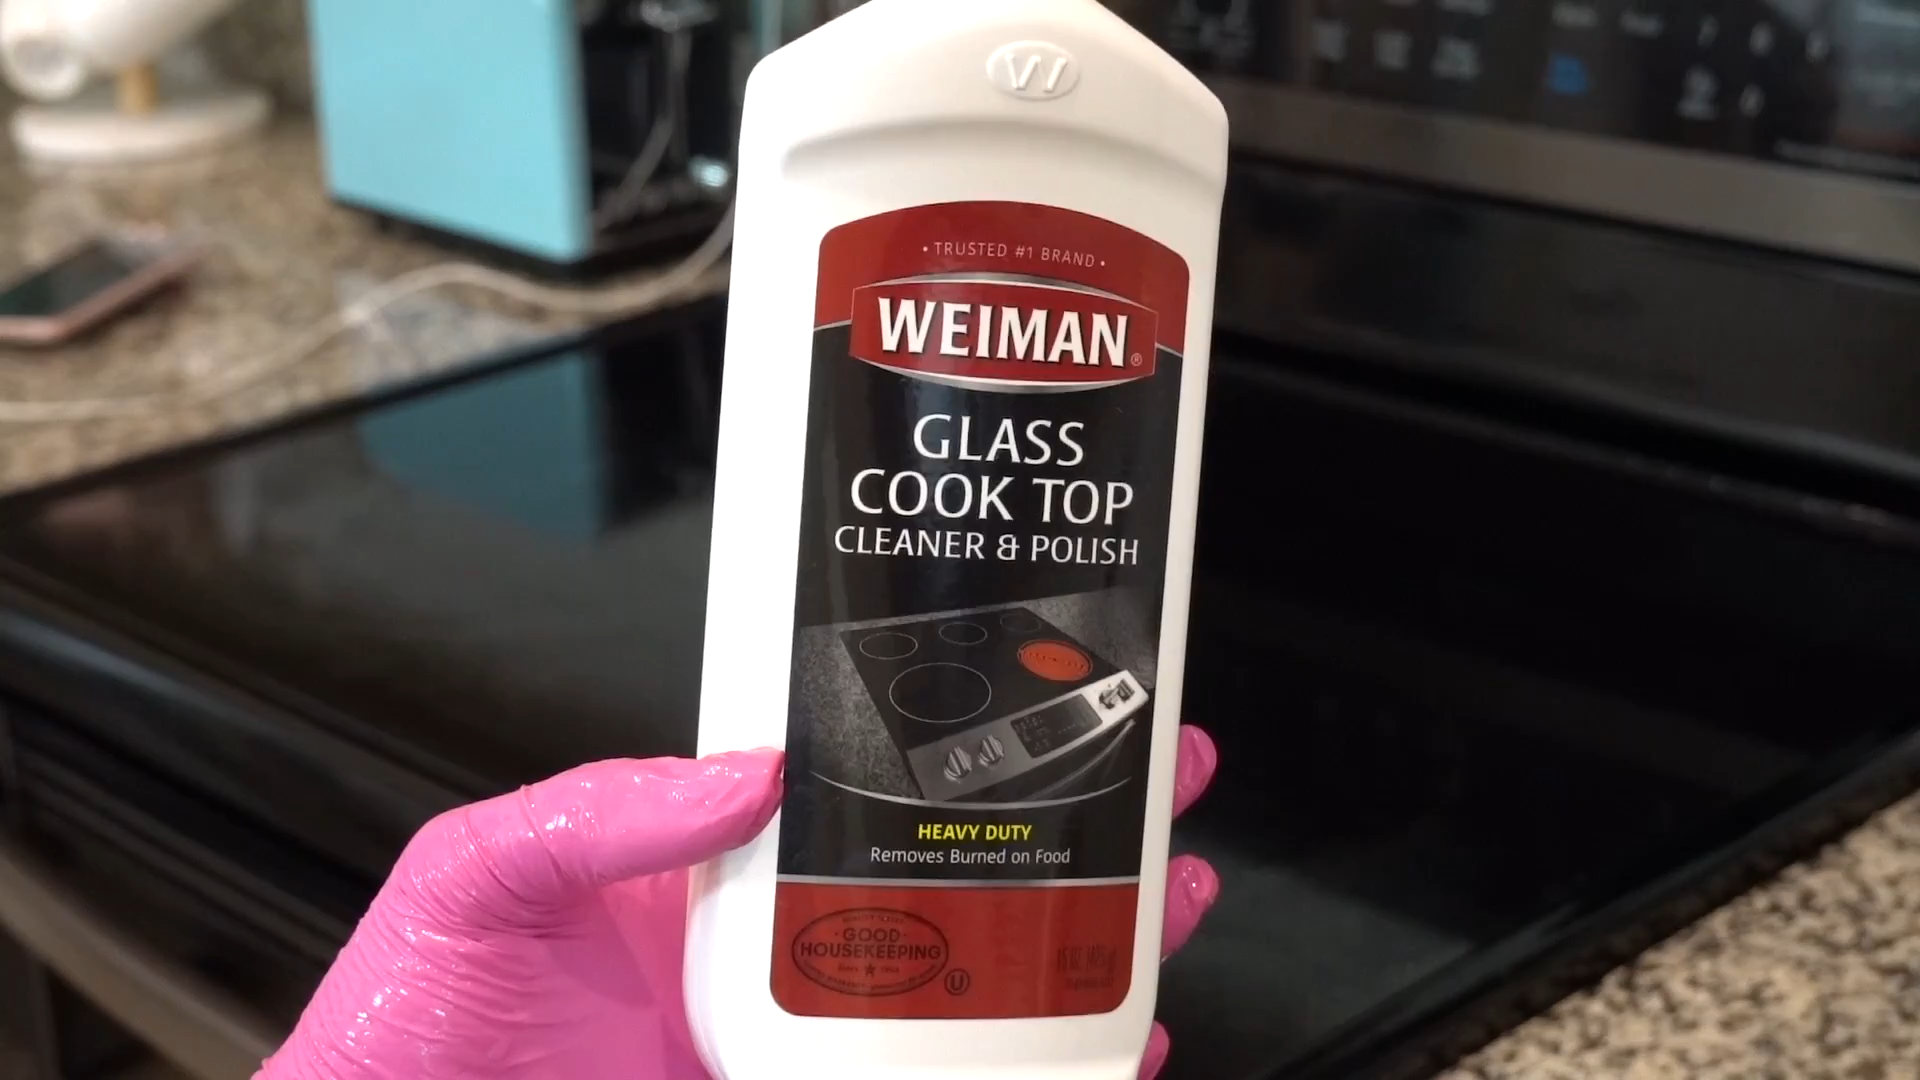 W
• TRUSTED #1 BRAND •
WEIMAN®
GLASS
COOK TOP
CLEANER & POLISH
HEAVY DUTY
Removes Burned on Food
GOOD
HOUSEKEEPING
U